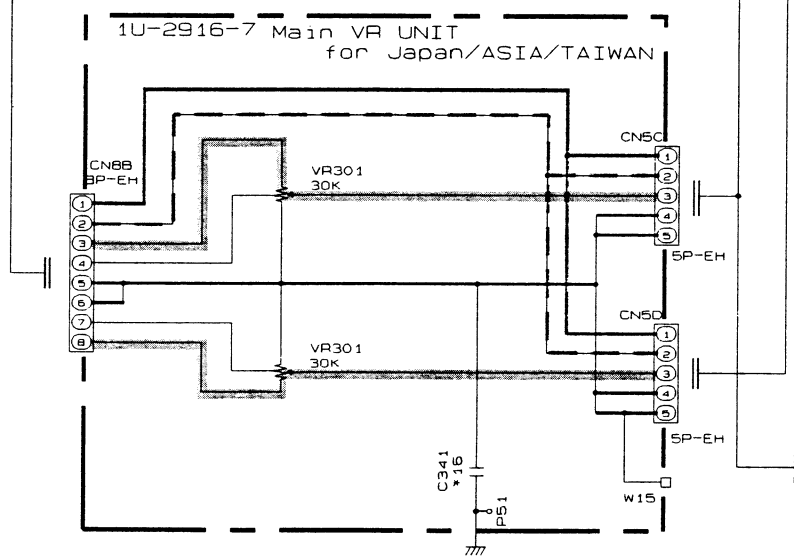 1U-2916-7 Main VR UNIT
for Japan/ASIA/TAIWAN
CN5C
CN8B
8P-EH
VR301
30K
1
2
3
4
5
6
7
8
1
2
3
4
5
5P-EH
CN5D
VR301
30K
1
2
3
4
5
5P-EH
C341
*16
P51
W15